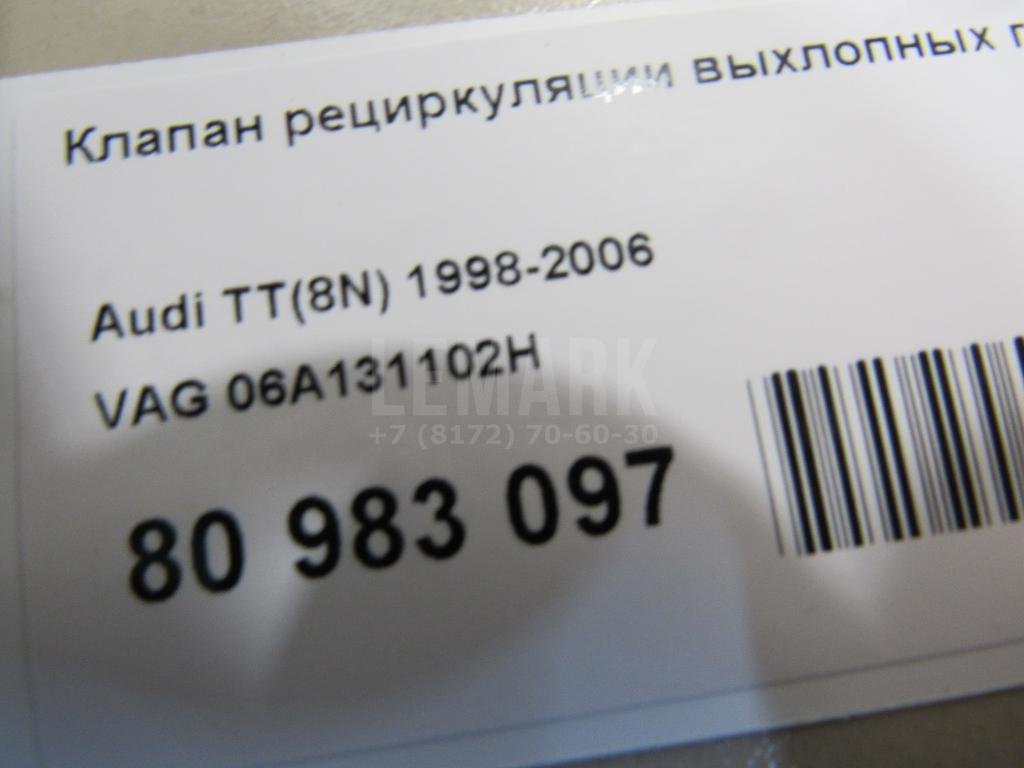 Клапан рециркуляции выхлопных
Audi TT(8N) 1998-2006
VAG 06A131102H
LEMARK
+7 (8172) 70-60-30
80 983 097